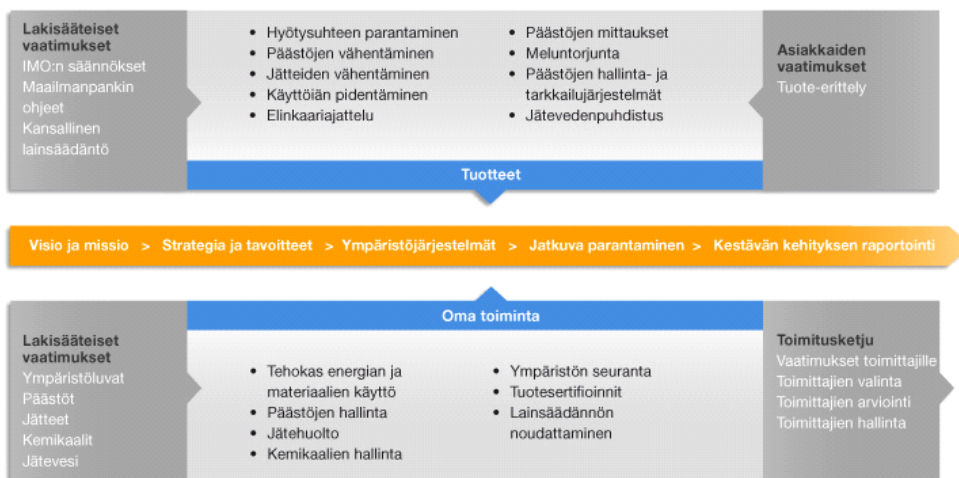 Lakisääteiset
vaatimukset
IMO:n säännökset
Maailmanpankin
ohjeet
Kansallinen
lainsäädäntö
• Hyötysuhteen parantaminen
• Päästöjen vähentäminen
• Jätteiden vähentäminen
• Käyttöiän pidentäminen
• Elinkaariajattelu
• Päästöjen mittaukset
• Meluntorjunta
• Päästöjen hallinta- ja
tarkkailujärjestelmät
• Jätevedenpuhdistus
Asiakkaiden
vaatimukset
Tuote-erittely
Tuotteet
Visio ja missio > Strategia ja tavoitteet > Ympäristöjärjestelmät > Jatkuva parantaminen > Kestävän kehityksen raportointi
Oma toiminta
Lakisääteiset
vaatimukset
Ympäristöluvat
Päästöt
Jätteet
Kemikaalit
Jätevesi
• Tehokas energian ja
materiaalien käyttö
• Päästöjen hallinta
• Jätehuolto
• Kemikaalien hallinta
• Ympäristön seuranta
• Tuotesertifioinnit
• Lainsäädännön
noudattaminen
Toimitusketju
Vaatimukset toimittajille
Toimittajien valinta
Toimittajien arviointi
Toimittajien hallinta